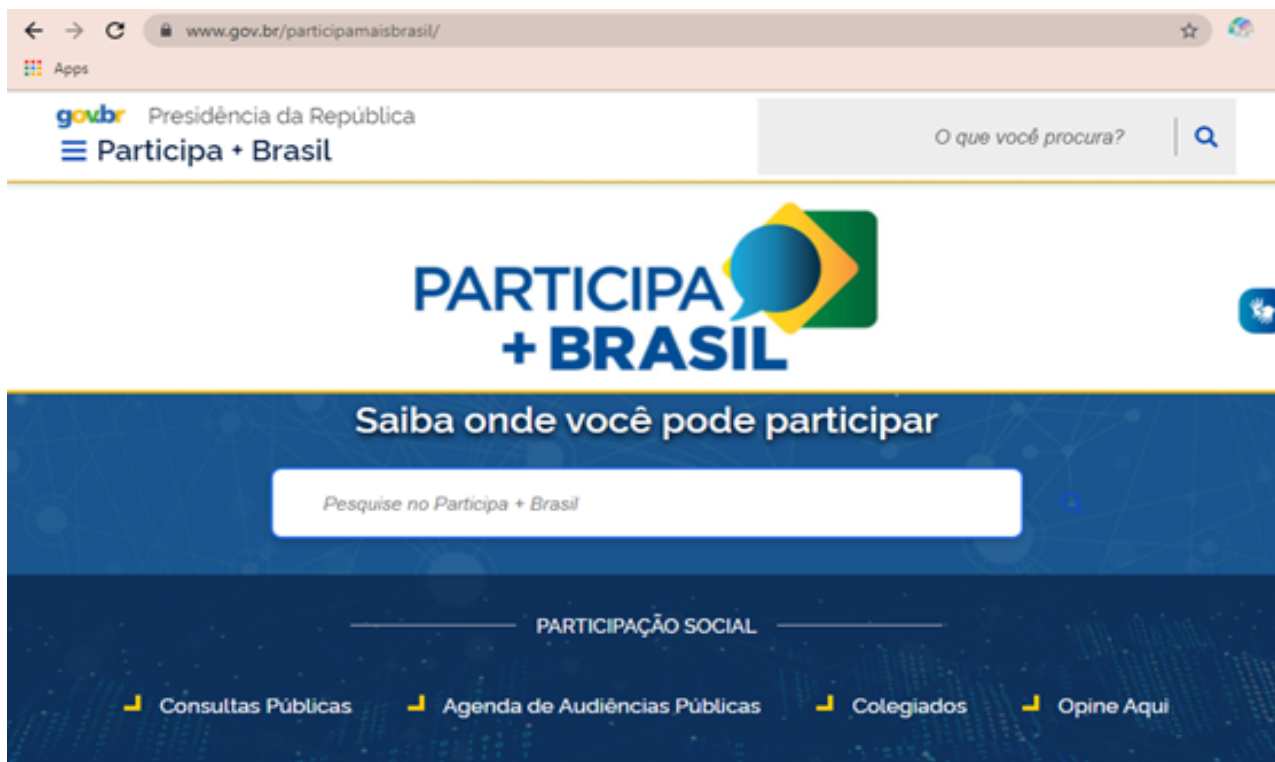 www.gov.br/participamaisbrasil/
Apps
gov.br Presidência da República
Participa + Brasil
O que você procura?
PARTICIPA
+ BRASIL
Saiba onde você pode participar
Pesquise no Participa + Brasil
PARTICIPAÇÃO SOCIAL
Consultas Públicas Agenda de Audiências Públicas Colegiados Opine Aqui